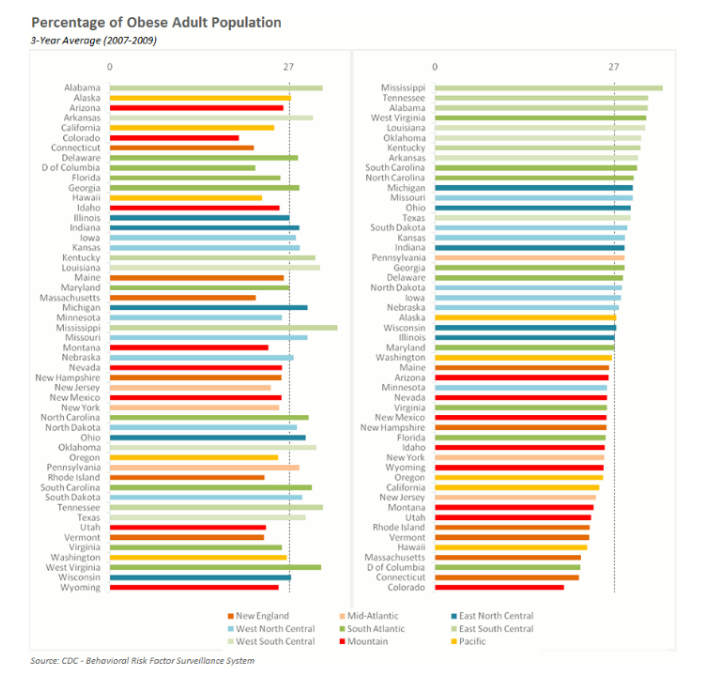 Percentage of Obese Adult Population
3-Year Average (2007-2009)
0 27
Alabama
Alaska
Arizona
Arkansas
California
Colorado
Connecticut
Delaware
D of Columbia
Florida
Georgia
Hawaii
Idaho
Illinois
Indiana
Iowa
Kansas
Kentucky
Louisiana
Maine
Maryland
Massachusetts
Michigan
Minnesota
Mississippi
Missouri
Montana
Nebraska
Nevada
New Hampshire
New Jersey
New Mexico
New York
North Carolina
North Dakota
Ohio
Oklahoma
Oregon
Pennsylvania
Rhode Island
South Carolina
South Dakota
Tennessee
Texas
Utah
Vermont
Virginia
Washington
West Virginia
Wisconsin
Wyoming
0 27
Mississippi
Tennessee
Alabama
West Virginia
Louisiana
Oklahoma
Kentucky
Arkansas
South Carolina
North Carolina
Michigan
Missouri
Ohio
Texas
South Dakota
Kansas
Indiana
Pennsylvania
Georgia
Delaware
North Dakota
Iowa
Nebraska
Alaska
Wisconsin
Illinois
Maryland
Washington
Maine
Arizona
Minnesota
Nevada
Virginia
New Mexico
New Hampshire
Florida
Idaho
New York
Wyoming
Oregon
California
New Jersey
Montana
Utah
Rhode Island
Vermont
Hawaii
Massachusetts
D of Columbia
Connecticut
Colorado
New England Mid-Atlantic East North Central
West North Central South Atlantic East South Central
West South Central Mountain Pacific
Source: CDC - Behavioral Risk Factor Surveillance System